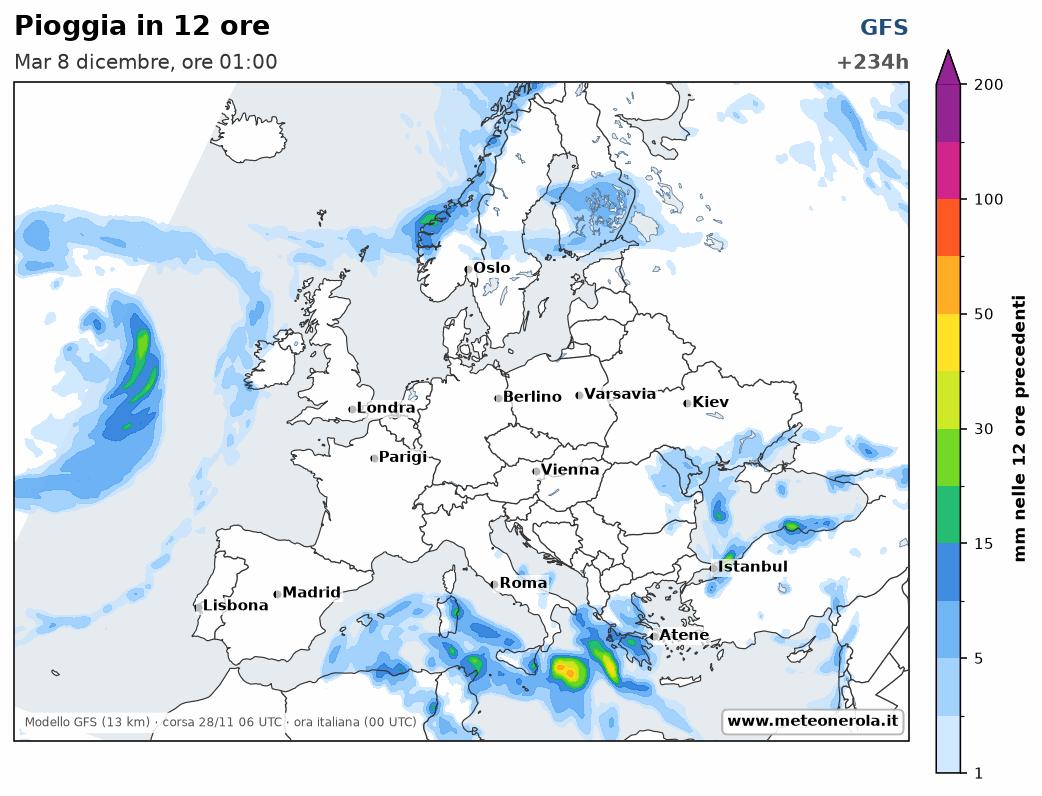 Pioggia in 12 ore
GFS
Mar 8 dicembre, ore 01:00
+234h
200
100
50
30
15
5
1
mm nelle 12 ore precedenti
Oslo
Berlino
Varsavia
Kiev
Londra
Parigi
Vienna
Istanbul
Roma
Madrid
Lisbona
Atene
Modello GFS (13 km) · corsa 28/11 06 UTC · ora italiana (00 UTC)
www.meteonerola.it